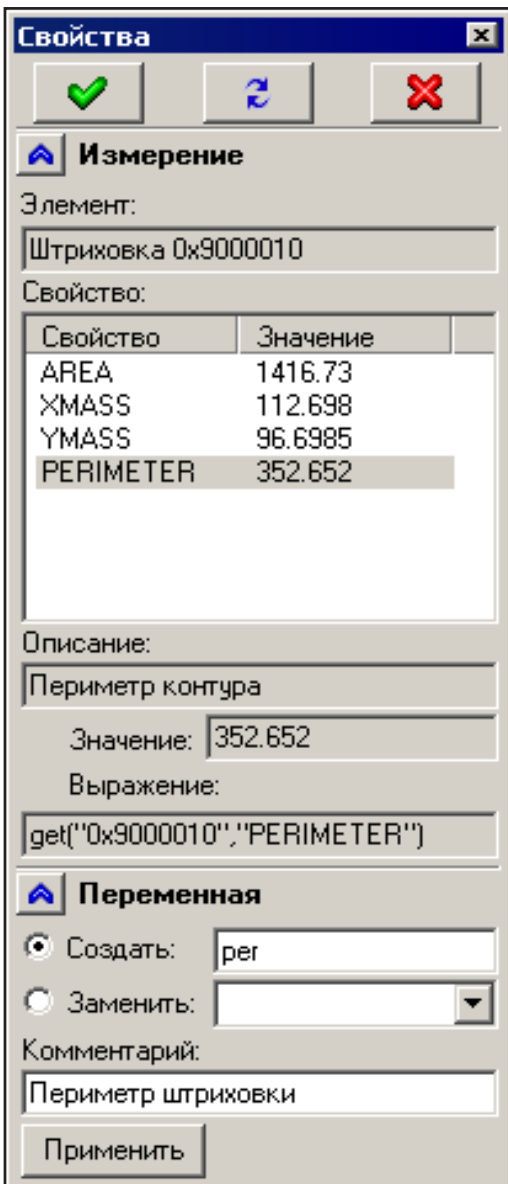 Свойства
Измерение
Элемент:
Штриховка 0x9000010
Свойство:
Свойство Значение
AREA 1416.73
XMASS 112.698
YMASS 96.6985
PERIMETER 352.652
Описание:
Периметр контура
Значение: 352.652
Выражение:
get("0x9000010","PERIMETER")
Переменная
Создать: per
Заменить:
Комментарий:
Периметр штриховки
Применить